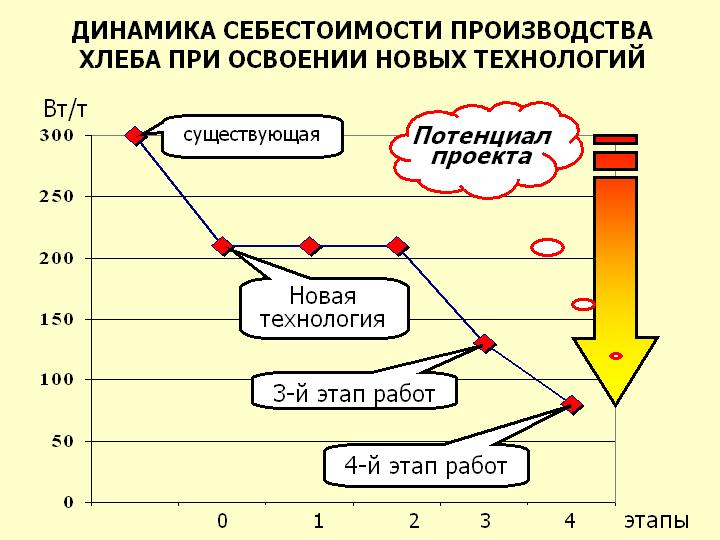 ДИНАМИКА СЕБЕСТОИМОСТИ ПРОИЗВОДСТВА
ХЛЕБА ПРИ ОСВОЕНИИ НОВЫХ ТЕХНОЛОГИЙ
Вт/т
300
существующая
Потенциал
проекта
250
200
Новая
технология
150
100
3-й этап работ
50
4-й этап работ
0
0 1 2 3 4 этапы